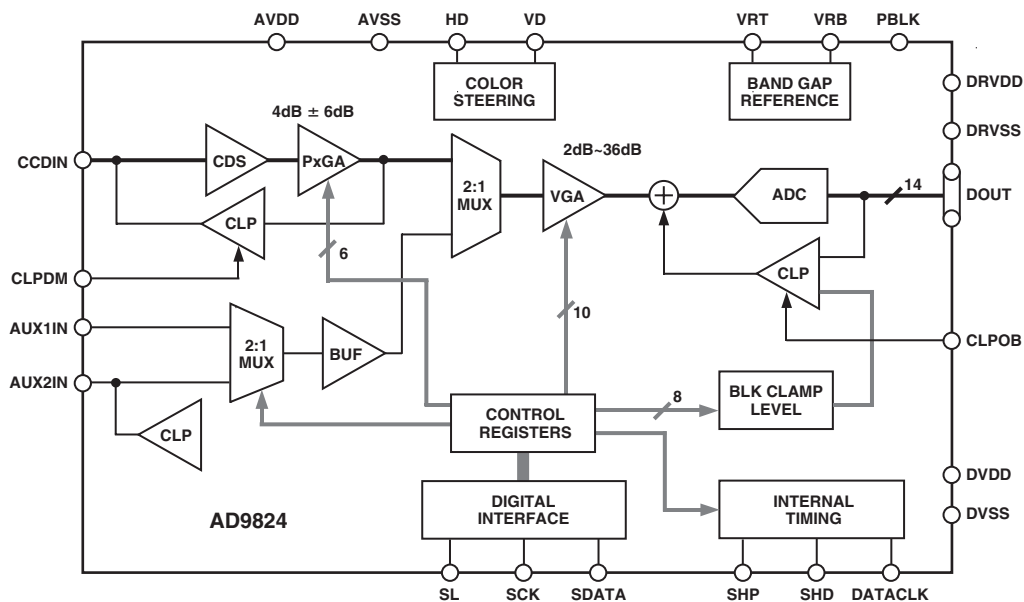 AVDD
AVSS
HD
VD
VRT
VRB
PBLK
COLOR
STEERING
BAND GAP
REFERENCE
DRVDD
DRVSS
4dB ± 6dB
2dB~36dB
CCDIN
CDS
PxGA
2:1
MUX
VGA
+
ADC
14
DOUT
CLP
6
CLP
CLPDM
10
AUX1IN
2:1
MUX
BUF
CLPOB
AUX2IN
8
BLK CLAMP
LEVEL
CONTROL
REGISTERS
CLP
DVDD
DIGITAL
INTERFACE
INTERNAL
TIMING
AD9824
DVSS
SL
SCK
SDATA
SHP
SHD
DATACLK